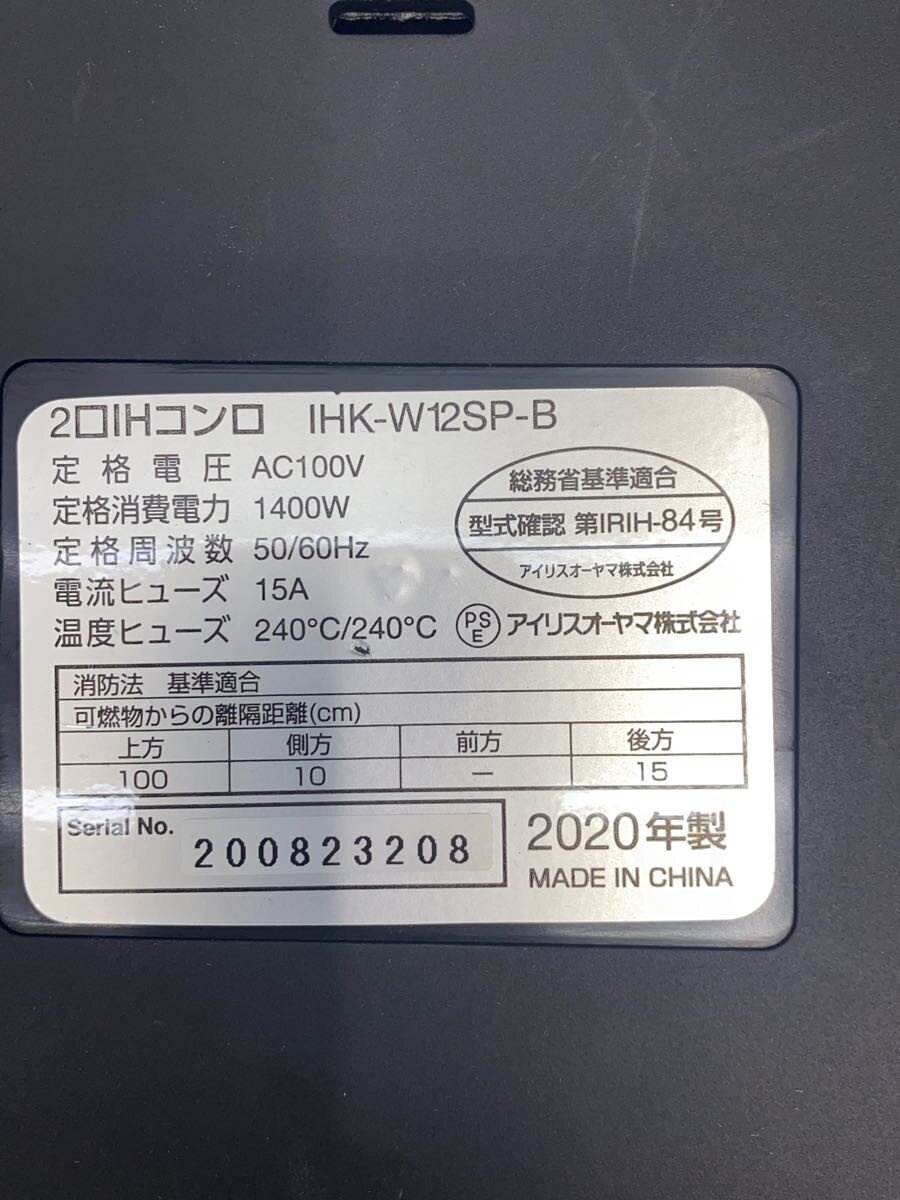 2口IHコンロ IHK-W12SP-B
定格電圧 AC100V
定格消費電力 1400W
定格周波数 50/60Hz
電流ヒューズ 15A
温度ヒューズ 240°C/240°C
総務省基準適合
型式確認 第IRIH-84号
アイリスオーヤマ株式会社
PSE アイリスオーヤマ株式会社
消防法 基準適合
可燃物からの離隔距離(cm)
上方 側方 前方 後方
100 10 — 15
Serial No. 200823208
2020年製
MADE IN CHINA